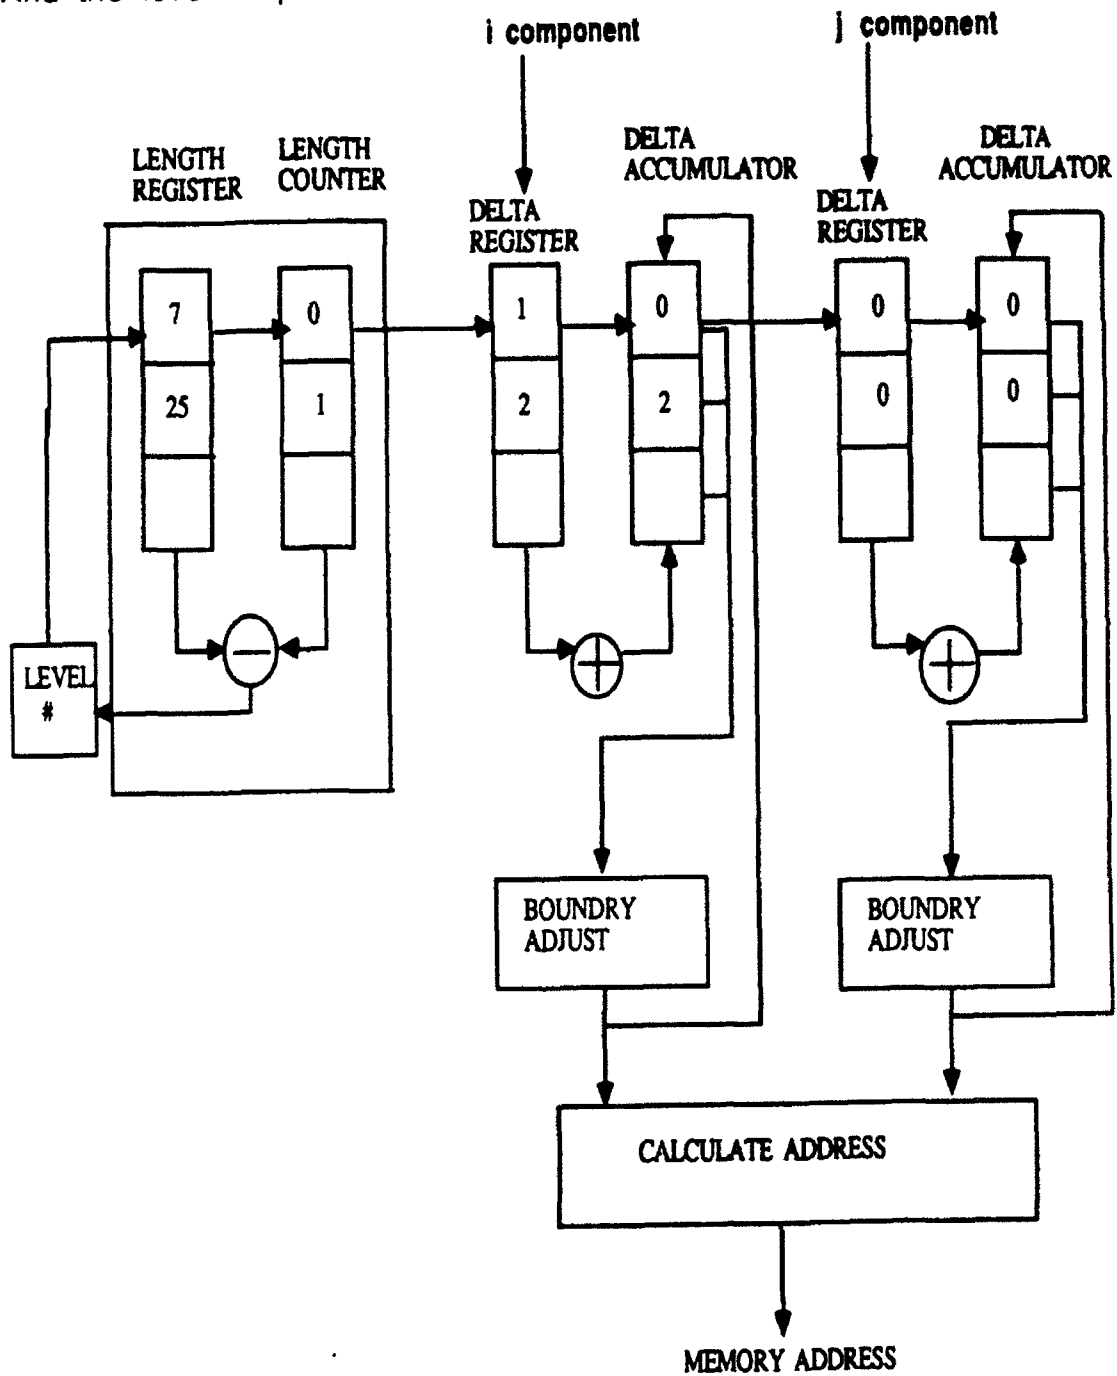 i component
j component
LENGTH
REGISTER
LENGTH
COUNTER
DELTA
REGISTER
DELTA
ACCUMULATOR
DELTA
REGISTER
DELTA
ACCUMULATOR
7
0
1
0
0
0
25
1
2
2
0
0
LEVEL
#
−
+
+
BOUNDRY
ADJUST
BOUNDRY
ADJUST
CALCULATE ADDRESS
MEMORY ADDRESS